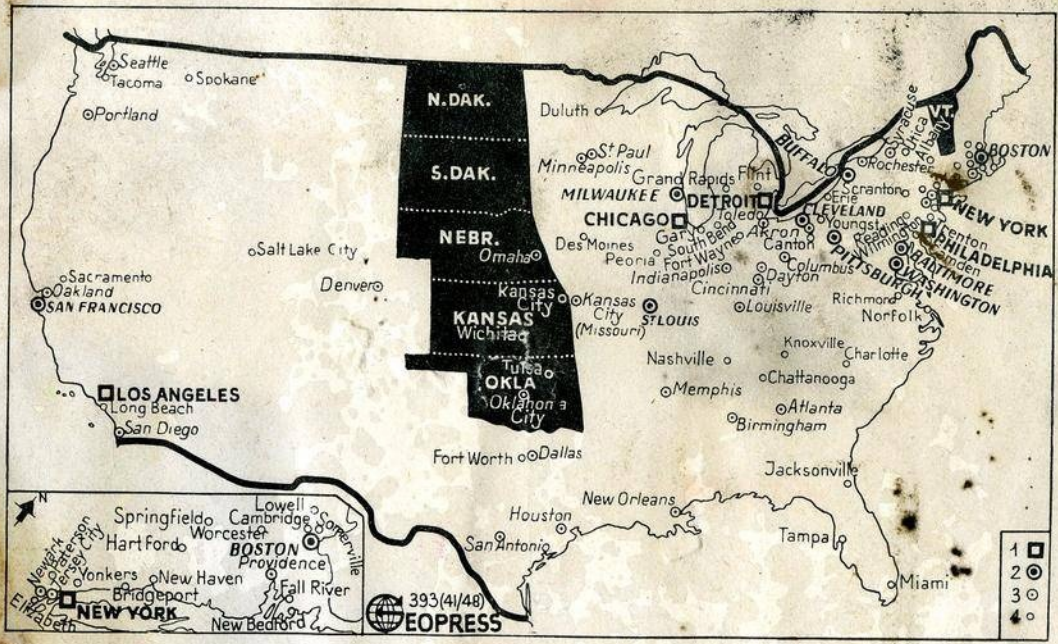 Seattle
Tacoma
Spokane
Portland
N.DAK.
S.DAK.
NEBR.
Omaha
KANSAS
Kansas
City
Wichita
Tulsa
OKLA
Oklahoma
City
Duluth
St Paul
Minneapolis
MILWAUKEE
CHICAGO
Grand Rapids
Flint
DETROIT
Toledo
Des Moines
Peoria
Gary
South Bend
Fort Wayne
Indianapolis
Cincinnati
Dayton
Columbus
Akron
Canton
CLEVELAND
Youngst.
Erie
BUFFALO
Rochester
Syracuse
Utica
Albany
VT.
BOSTON
Scranton
NEW YORK
Trenton
PHILADELPHIA
Camden
Reading
Wilmington
BALTIMORE
WASHINGTON
PITTSBURGH
Richmond
Norfolk
Salt Lake City
Denver
Sacramento
Oakland
SAN FRANCISCO
Kansas
City
(Missouri)
ST LOUIS
Louisville
Nashville
Knoxville
Charlotte
Memphis
Chattanooga
Atlanta
Birmingham
LOS ANGELES
Long Beach
San Diego
Fort Worth
Dallas
Jacksonville
New Orleans
Houston
San Antonio
Tampa
Miami
N
Springfield
Lowell
Cambridge
Somerville
Worcester
Hartford
BOSTON
Providence
Newark
Paterson
Jersey City
Yonkers
New Haven
Bridgeport
Fall River
Elizabeth
NEW YORK
New Bedford
393(41/48)
EOPRESS
1
2
3
4